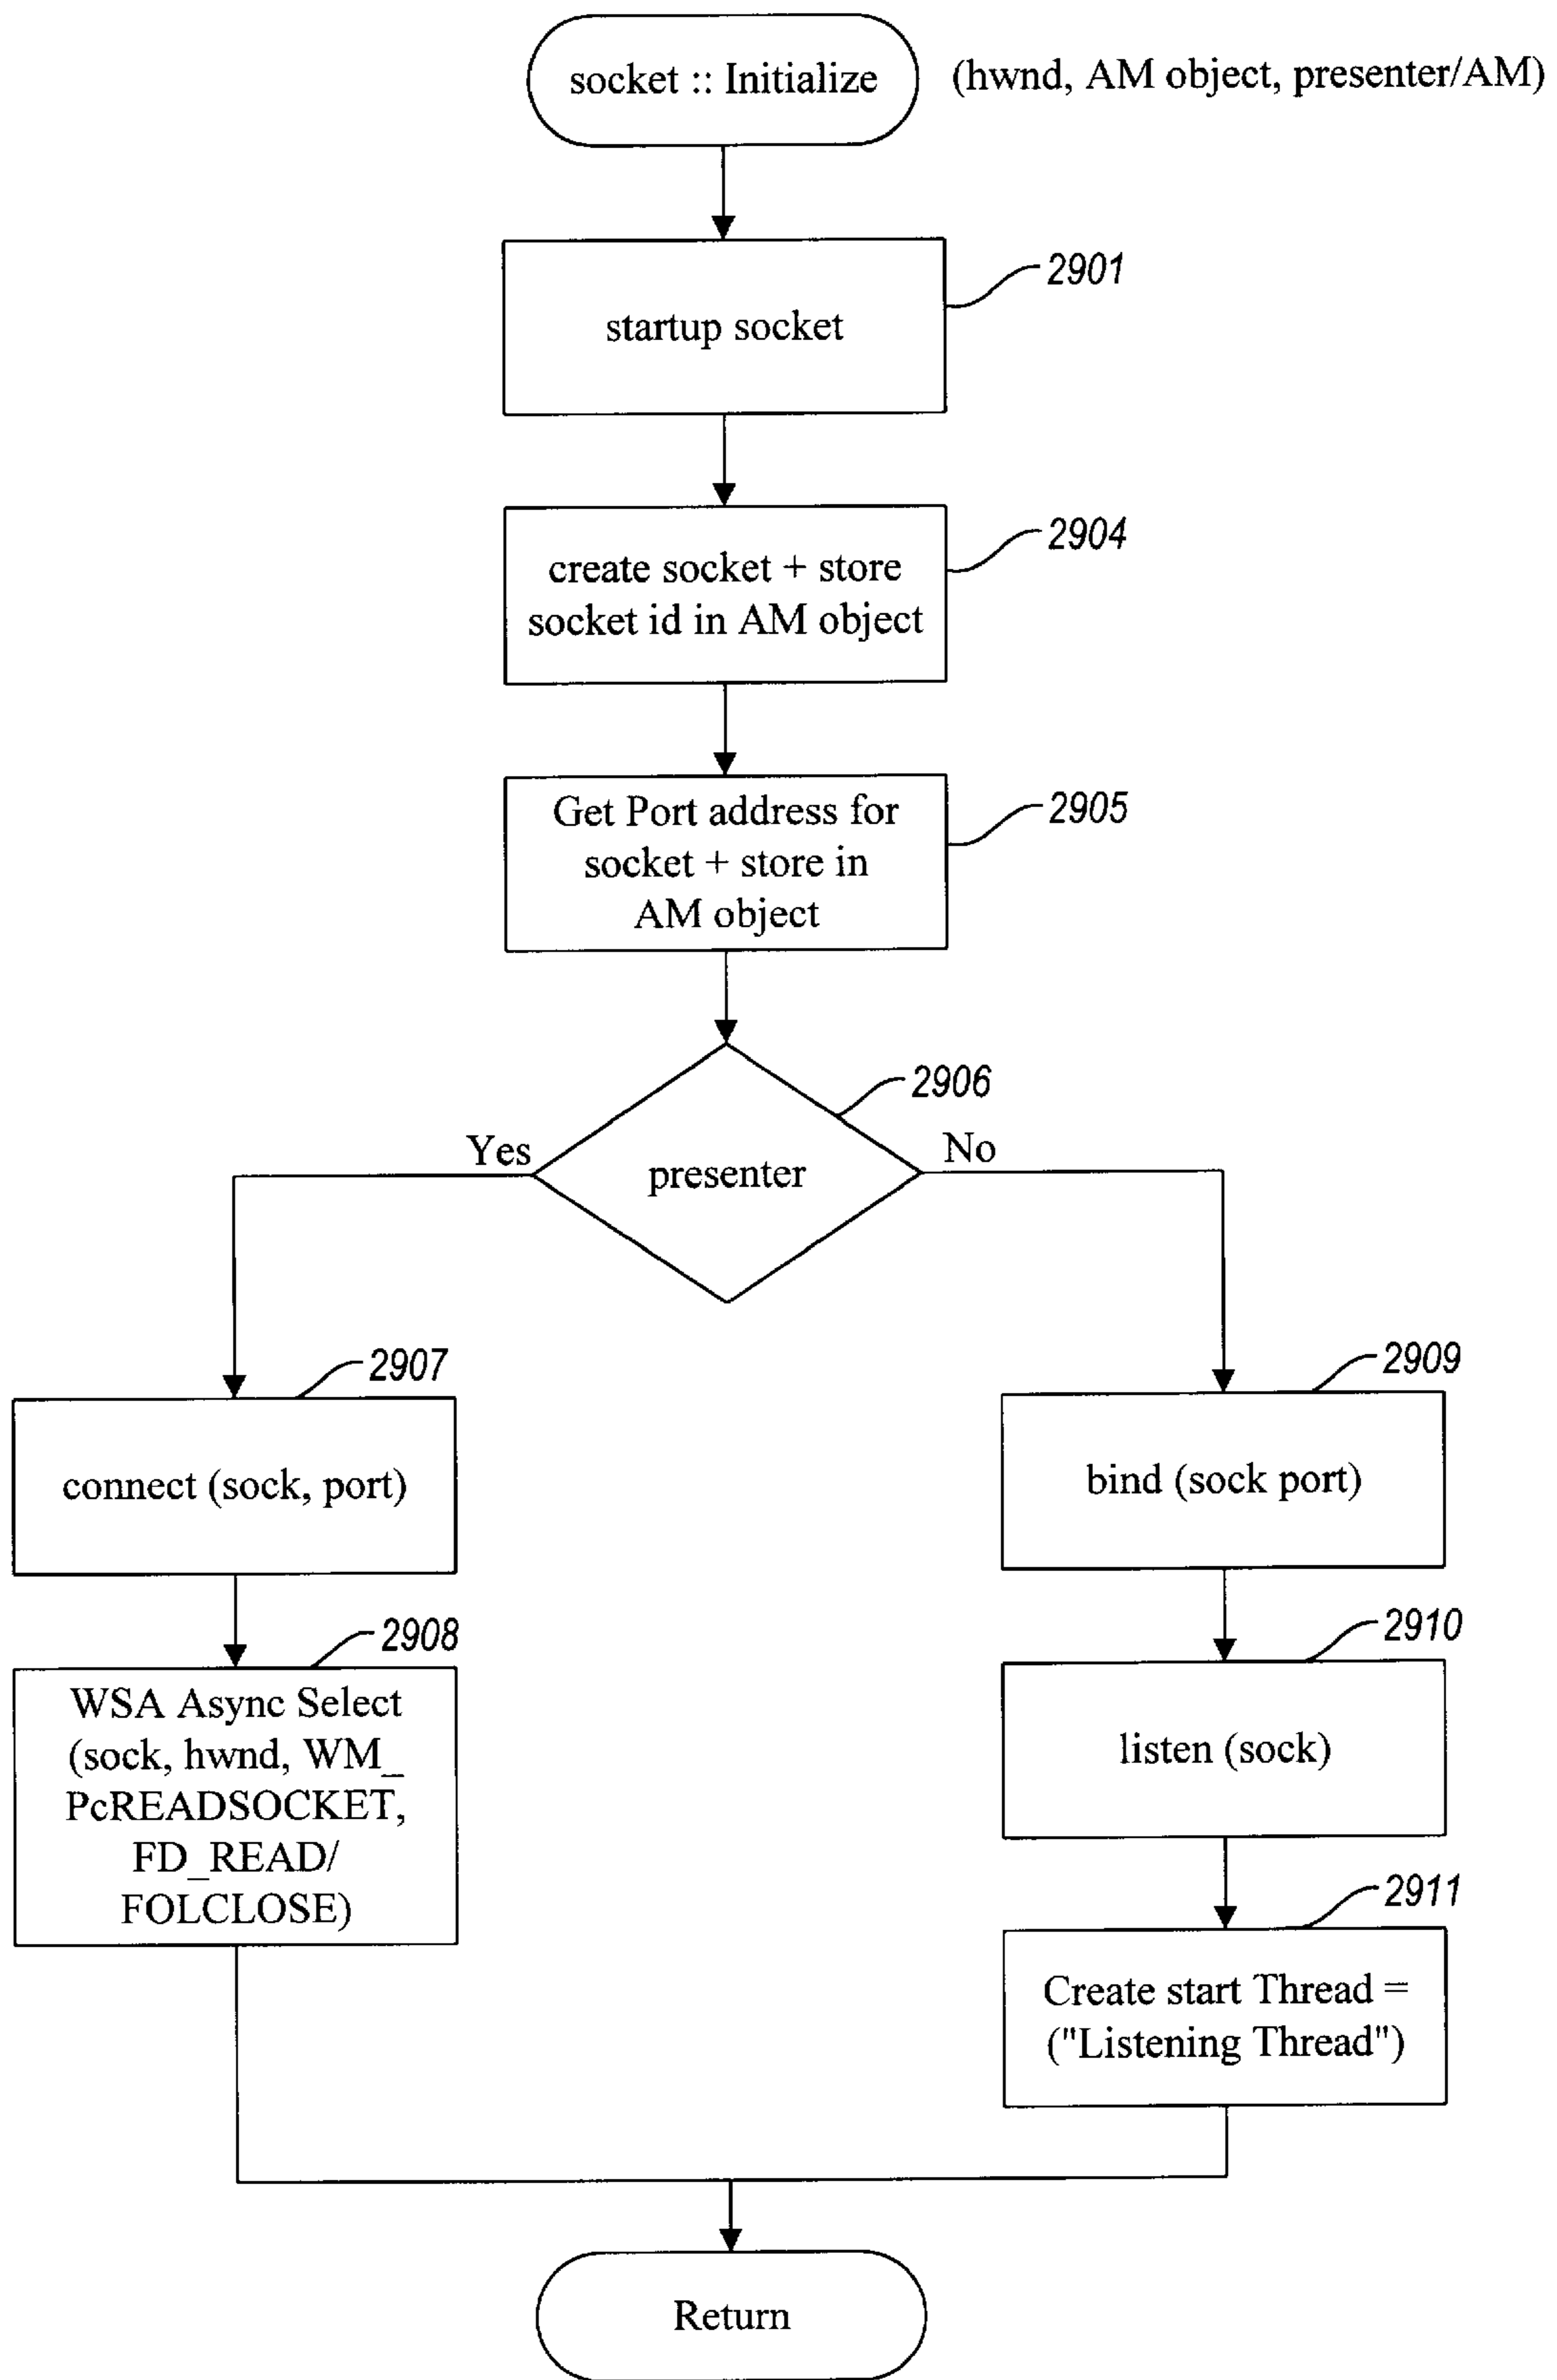 socket :: Initialize
(hwnd, AM object, presenter/AM)
2901
startup socket
2904
create socket + store
socket id in AM object
2905
Get Port address for
socket + store in
AM object
2906
Yes
presenter
No
2907
connect (sock, port)
2908
WSA Async Select
(sock, hwnd, WM_
PcREADSOCKET,
FD_READ/
FOLCLOSE)
2909
bind (sock port)
2910
listen (sock)
2911
Create start Thread =
("Listening Thread")
Return